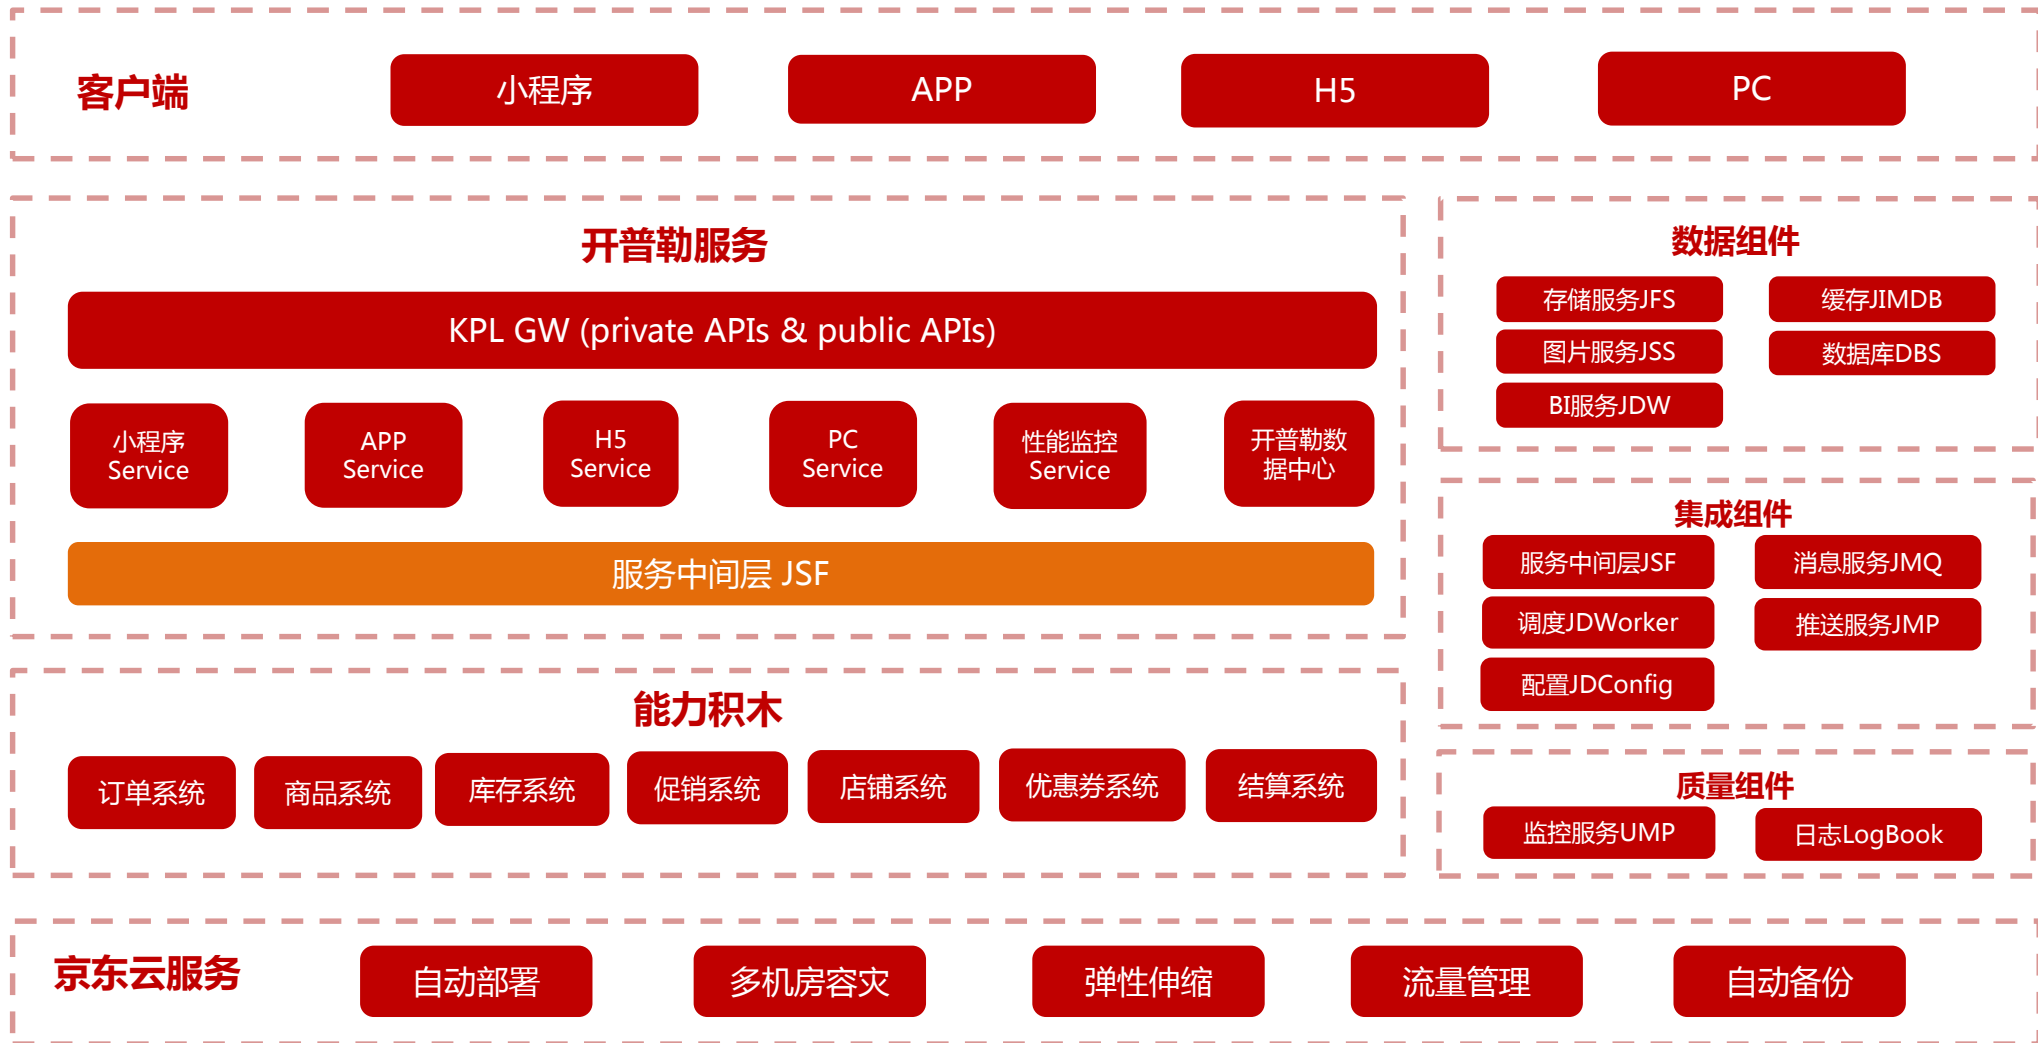 客户端
小程序
APP
H5
PC
开普勒服务
KPL GW (private APIs & public APIs)
小程序
Service
APP
Service
H5
Service
PC
Service
性能监控
Service
开普勒数
据中心
服务中间层 JSF
能力积木
订单系统
商品系统
库存系统
促销系统
店铺系统
优惠券系统
结算系统
数据组件
存储服务JFS
缓存JIMDB
图片服务JSS
数据库DBS
BI服务JDW
集成组件
服务中间层JSF
消息服务JMQ
调度JDWorker
推送服务JMP
配置JDConfig
质量组件
监控服务UMP
日志LogBook
京东云服务
自动部署
多机房容灾
弹性伸缩
流量管理
自动备份